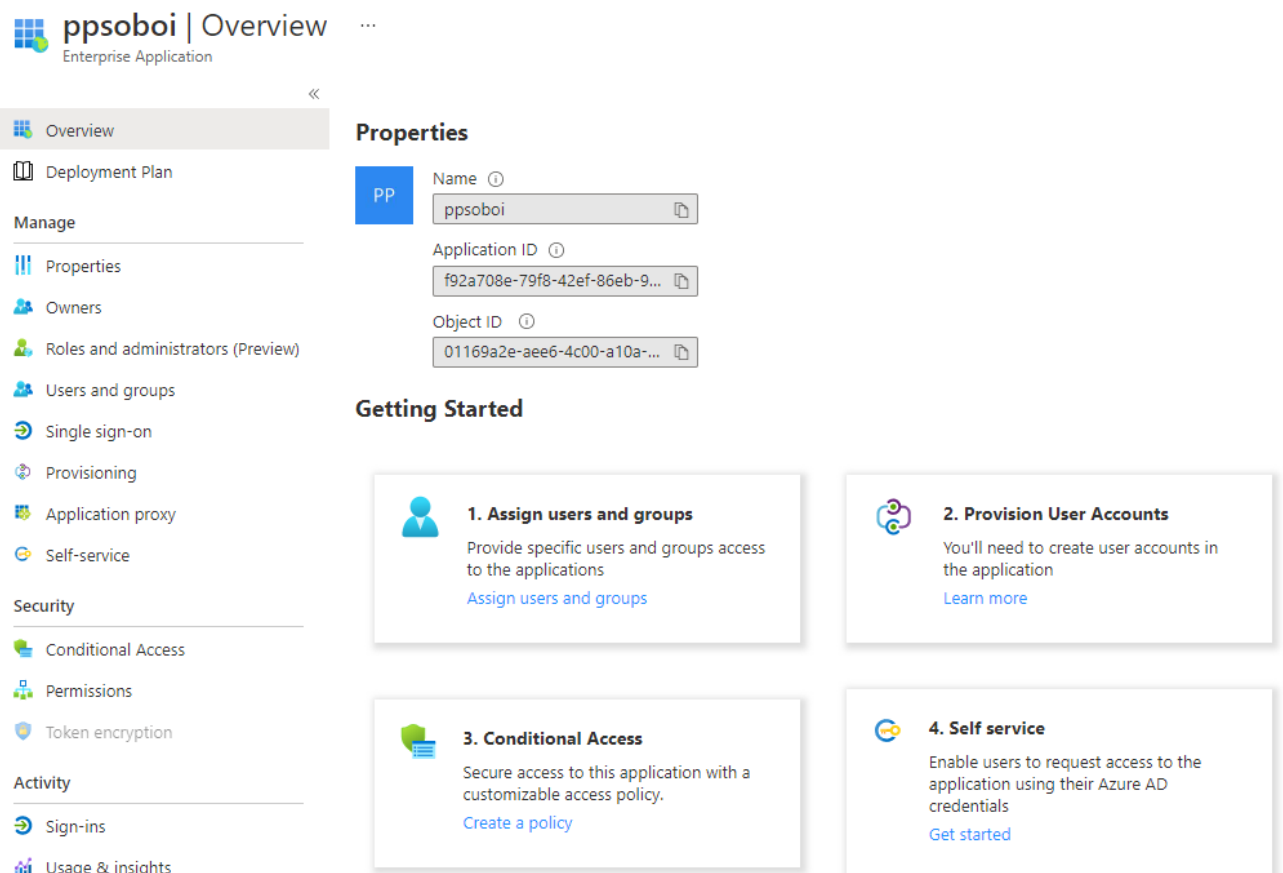 ppsoboi | Overview ...
Enterprise Application
«
Overview
Deployment Plan
Manage
Properties
Owners
Roles and administrators (Preview)
Users and groups
Single sign-on
Provisioning
Application proxy
Self-service
Security
Conditional Access
Permissions
Token encryption
Activity
Sign-ins
Usage & insights
Properties
PP
Name
ppsoboi
Application ID
f92a708e-79f8-42ef-86eb-9...
Object ID
01169a2e-aee6-4c00-a10a-...
Getting Started
1. Assign users and groups
Provide specific users and groups access
to the applications
Assign users and groups
2. Provision User Accounts
You'll need to create user accounts in
the application
Learn more
3. Conditional Access
Secure access to this application with a
customizable access policy.
Create a policy
4. Self service
Enable users to request access to the
application using their Azure AD
credentials
Get started